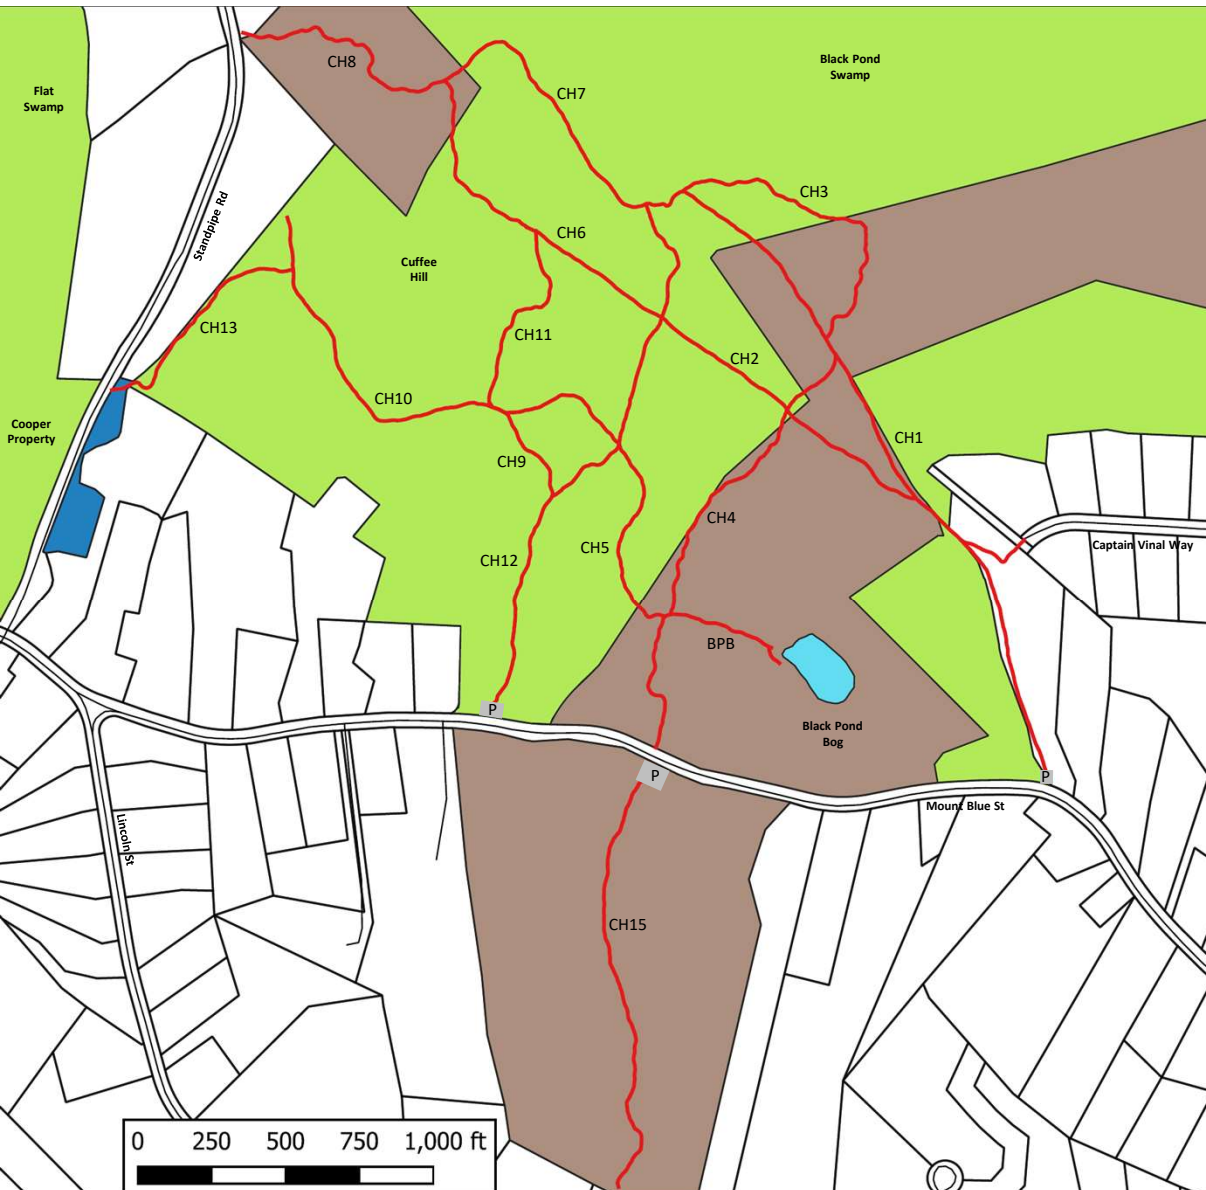 CH8
Black Pond
Swamp
Flat
Swamp
CH7
CH3
Standpipe Rd
CH6
Cuffee
Hill
CH13
CH11
CH2
CH10
Cooper
Property
CH1
CH9
CH4
Captain Vinal Way
CH12
CH5
BPB
P
Black Pond
Bog
P
P
Mount Blue St
Lincoln St
CH15
0 250 500 750 1,000 ft